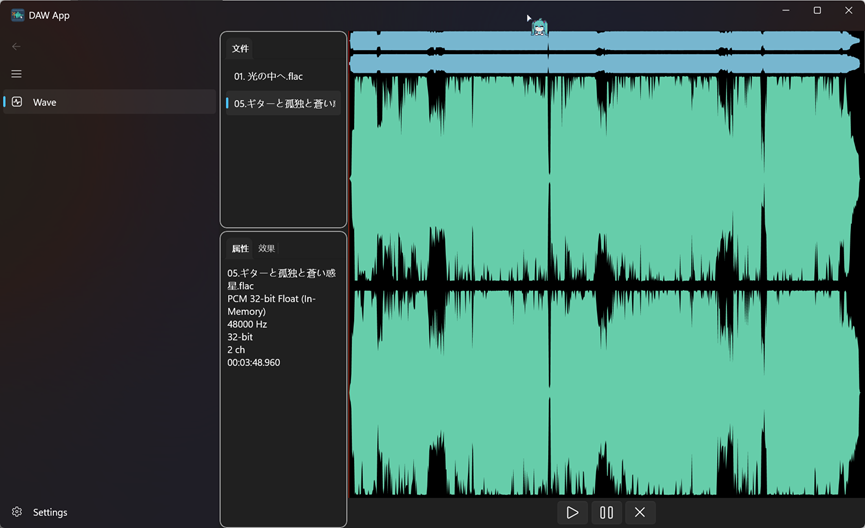 DAW App
Wave
文件
01. 光の中へ.flac
05.ギターと孤独と蒼い
属性 效果
05.ギターと孤独と蒼い惑
星.flac
PCM 32-bit Float (In-
Memory)
48000 Hz
32-bit
2 ch
00:03:48.960
Settings